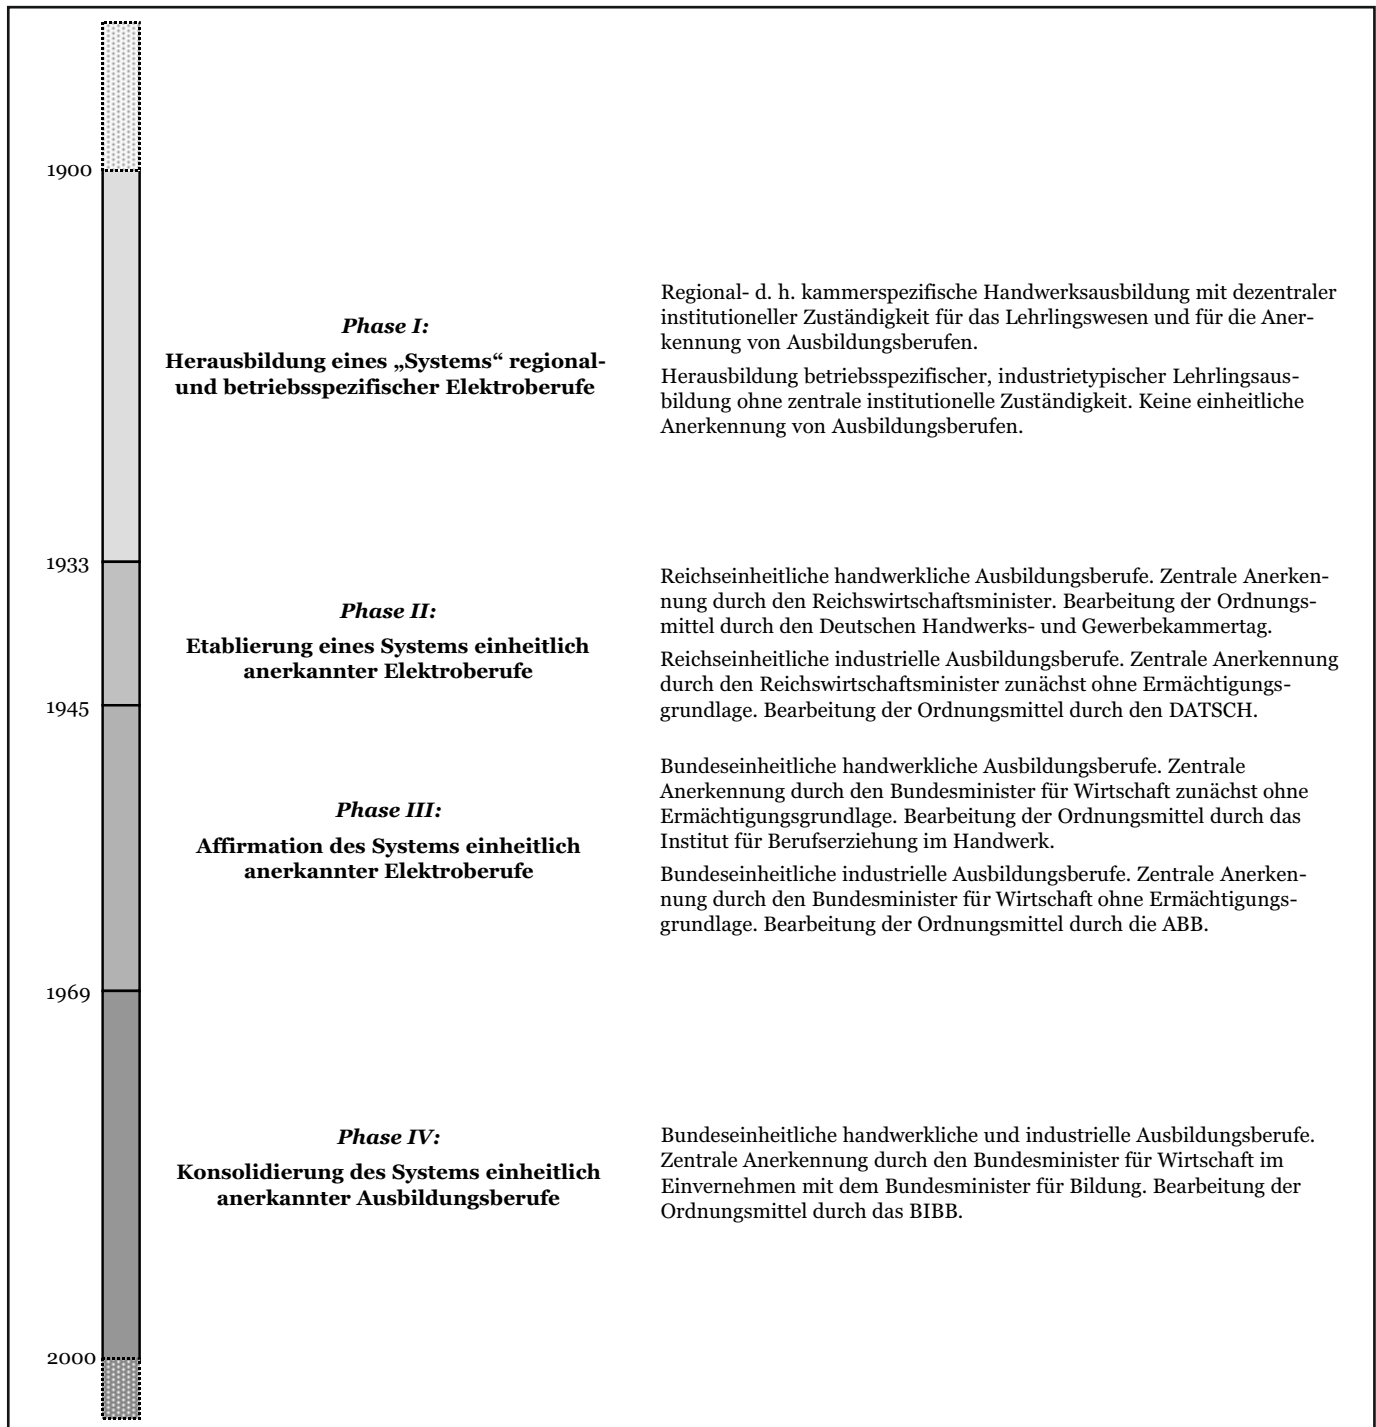 1900
Phase I:
Herausbildung eines „Systems“ regional-
und betriebsspezifischer Elektroberufe
Regional- d. h. kammerspezifische Handwerksausbildung mit dezentraler
institutioneller Zuständigkeit für das Lehrlingswesen und für die Aner-
kennung von Ausbildungsberufen.
Herausbildung betriebsspezifischer, industrietypischer Lehrlingsaus-
bildung ohne zentrale institutionelle Zuständigkeit. Keine einheitliche
Anerkennung von Ausbildungsberufen.
1933
Phase II:
Etablierung eines Systems einheitlich
anerkannter Elektroberufe
Reichseinheitliche handwerkliche Ausbildungsberufe. Zentrale Anerken-
nung durch den Reichswirtschaftsminister. Bearbeitung der Ordnungs-
mittel durch den Deutschen Handwerks- und Gewerbekammertag.
Reichseinheitliche industrielle Ausbildungsberufe. Zentrale Anerkennung
durch den Reichswirtschaftsminister zunächst ohne Ermächtigungs-
grundlage. Bearbeitung der Ordnungsmittel durch den DATSCH.
1945
Phase III:
Affirmation des Systems einheitlich
anerkannter Elektroberufe
Bundeseinheitliche handwerkliche Ausbildungsberufe. Zentrale
Anerkennung durch den Bundesminister für Wirtschaft zunächst ohne
Ermächtigungsgrundlage. Bearbeitung der Ordnungsmittel durch das
Institut für Berufserziehung im Handwerk.
Bundeseinheitliche industrielle Ausbildungsberufe. Zentrale Anerken-
nung durch den Bundesminister für Wirtschaft ohne Ermächtigungs-
grundlage. Bearbeitung der Ordnungsmittel durch die ABB.
1969
Phase IV:
Konsolidierung des Systems einheitlich
anerkannter Ausbildungsberufe
Bundeseinheitliche handwerkliche und industrielle Ausbildungsberufe.
Zentrale Anerkennung durch den Bundesminister für Wirtschaft im
Einvernehmen mit dem Bundesminister für Bildung. Bearbeitung der
Ordnungsmittel durch das BIBB.
2000